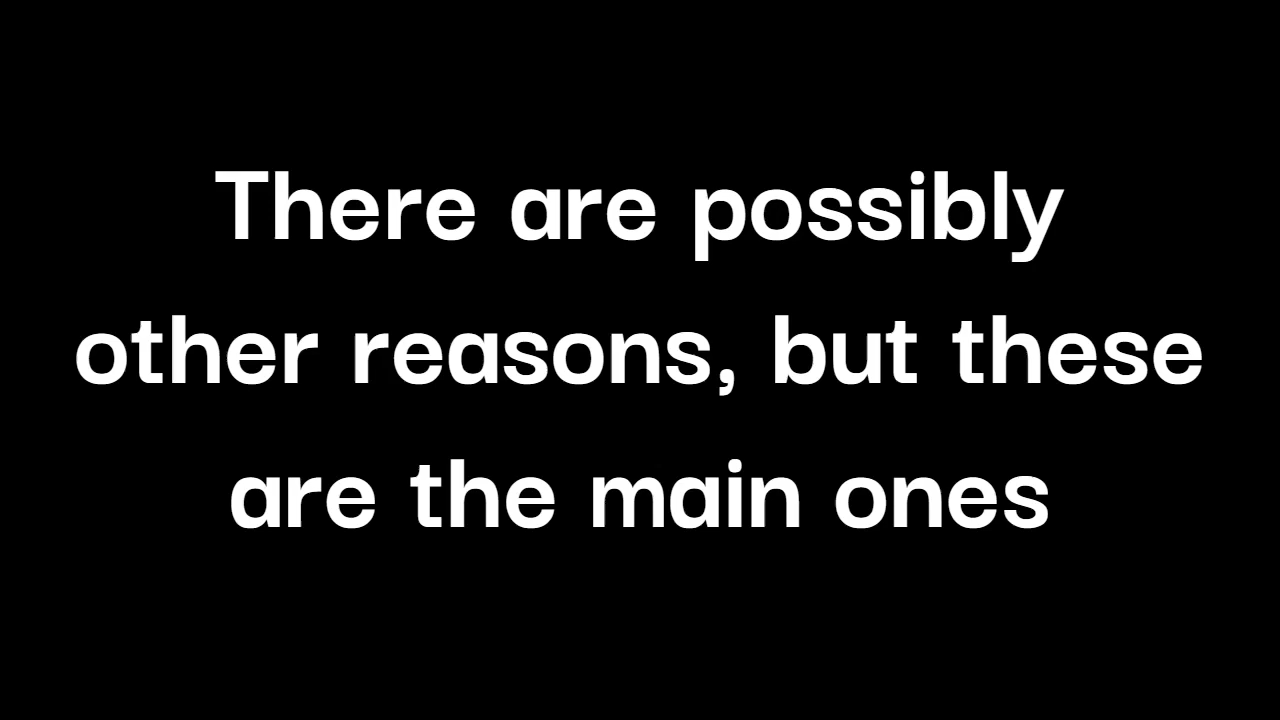 There are possibly
other reasons, but these
are the main ones